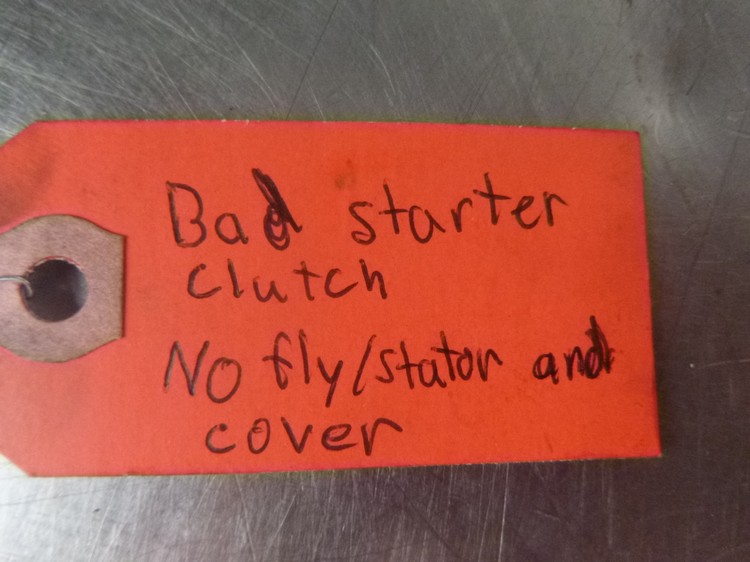 Bad starter
clutch
No fly/stator and
cover